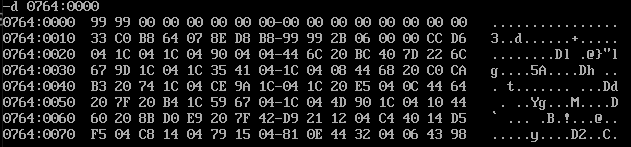 -d 0764:0000
0764:0000  99 99 00 00 00 00 00 00-00 00 00 00 00 00 00 00   ................
0764:0010  33 C0 B8 64 07 8E D8 B8-99 99 2B 06 00 00 CC D6   3..d......+.....
0764:0020  04 1C 04 1C 04 90 04 04-44 6C 20 BC 40 7D 22 6C   ........Dl .@}"l
0764:0030  67 9D 1C 04 1C 35 41 04-1C 04 08 44 68 20 C0 CA   g....5A....Dh ..
0764:0040  B3 20 74 1C 04 CE 9A 1C-04 1C 20 E5 04 0C 44 64   . t....... ...Dd
0764:0050  20 7F 20 B4 1C 59 67 04-1C 04 4D 90 1C 04 10 44    . ..Yg...M....D
0764:0060  60 20 8B D0 E9 20 7F 42-D9 21 12 04 C4 40 14 D5   ` ... .B.!...@..
0764:0070  F5 04 C8 14 04 79 15 04-81 0E 44 32 04 06 43 98   .....y....D2..C.